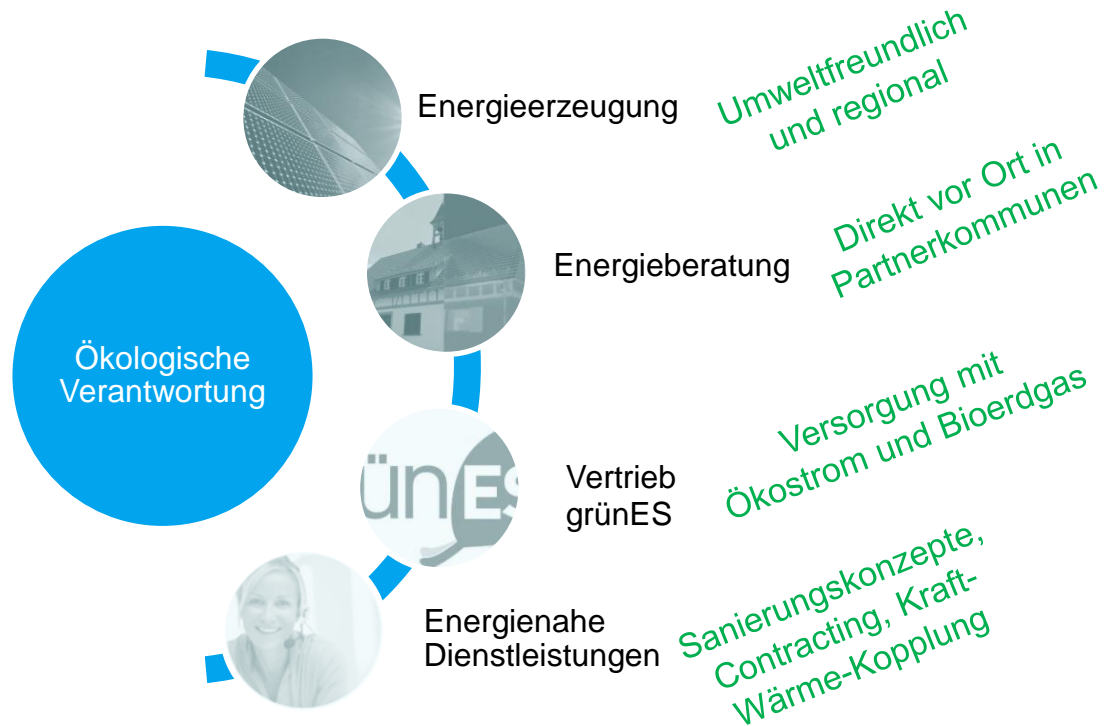 Energieerzeugung
Umweltfreundlich
und regional
Energieberatung
Direkt vor Ort in
Partnerkommunen
Ökologische
Verantwortung
ünES
Vertrieb
grünES
Versorgung mit
Ökostrom und Bioerdgas
Energienahe
Dienstleistungen
Sanierungskonzepte,
Contracting, Kraft-
Wärme-Kopplung